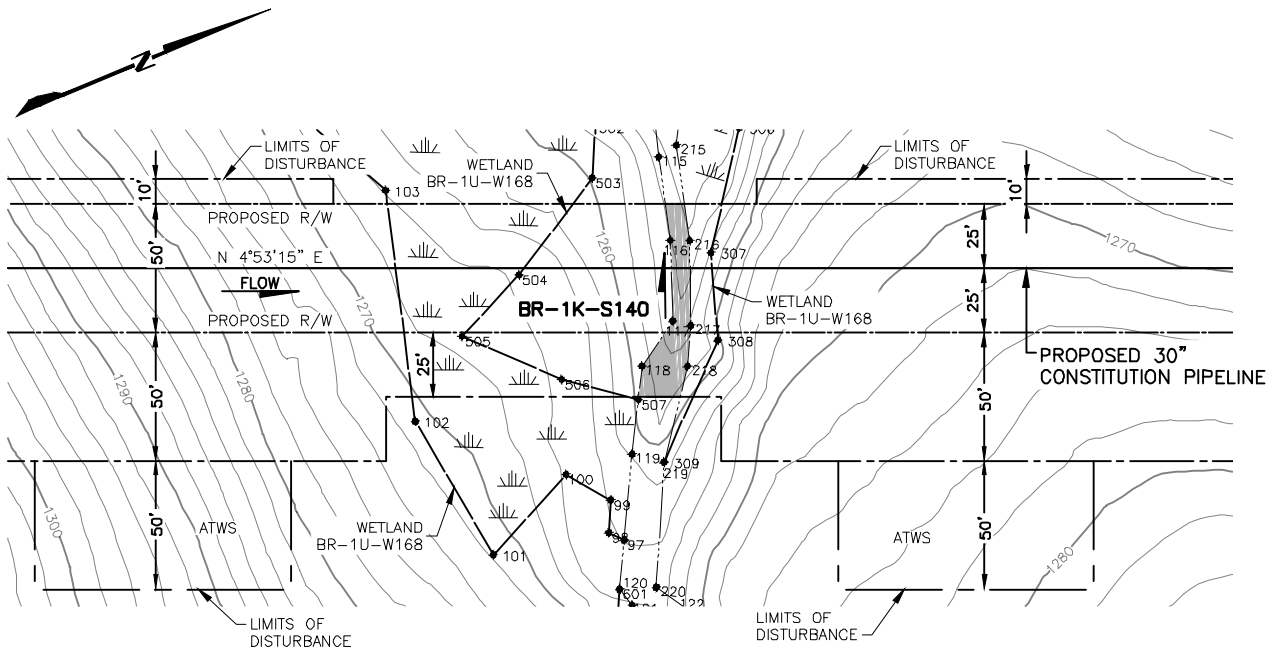 N
LIMITS OF
DISTURBANCE
WETLAND
BR-1U-W168
115
215
LIMITS OF
DISTURBANCE
10'
103
503
10'
PROPOSED R/W
50'
N 4°53'15" E
1260
116
216
307
25'
1270
FLOW
504
BR-1K-S140
WETLAND
BR-1U-W168
25'
PROPOSED R/W
1270
505
117
217
308
25'
118
218
PROPOSED 30"
CONSTITUTION PIPELINE
506
507
1290
1280
50'
102
50'
119
309
219
100
99
1300
50'
ATWS
WETLAND
BR-1U-W168
98
97
101
ATWS
50'
1280
120
601
220
122
LIMITS OF
DISTURBANCE
LIMITS OF
DISTURBANCE